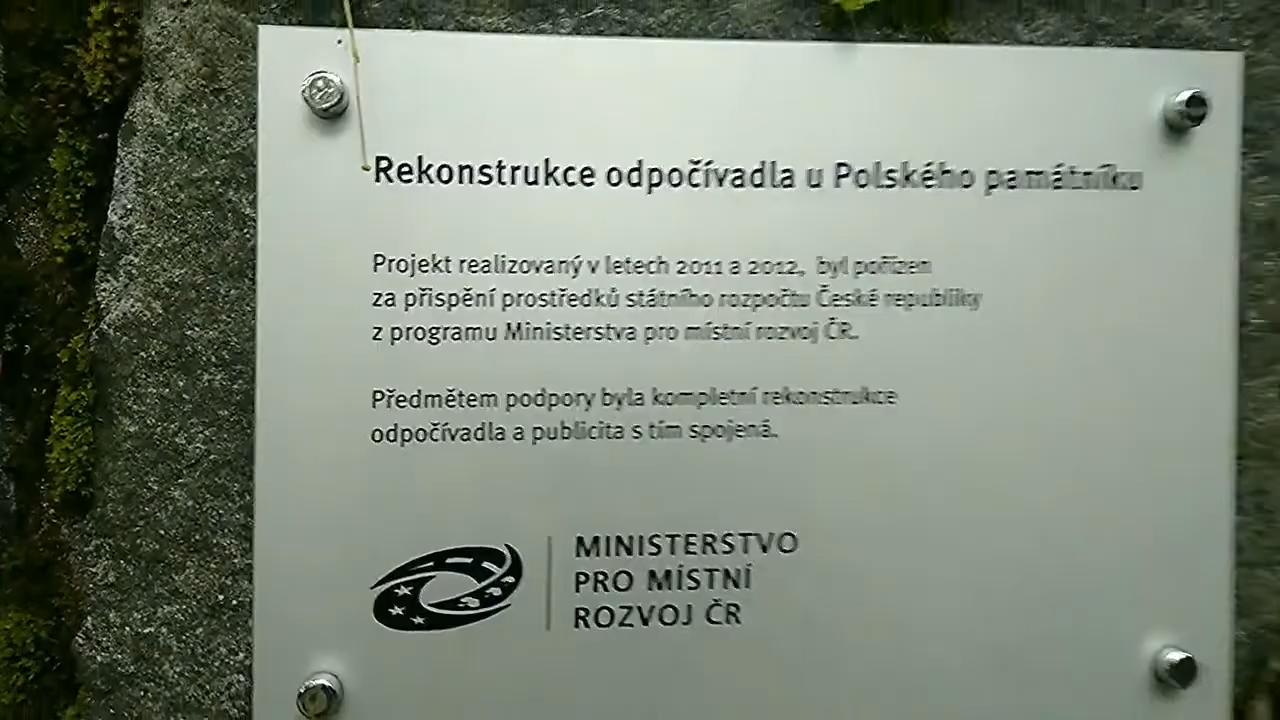 Rekonstrukce odpočívadla u Polského památníku
Projekt realizovaný v letech 2011 a 2012, byl pořízen
za přispění prostředků státního rozpočtu České republiky
z programu Ministerstva pro místní rozvoj ČR.
Předmětem podpory byla kompletní rekonstrukce
odpočívadla a publicita s tím spojená.
MINISTERSTVO
PRO MÍSTNÍ
ROZVOJ ČR